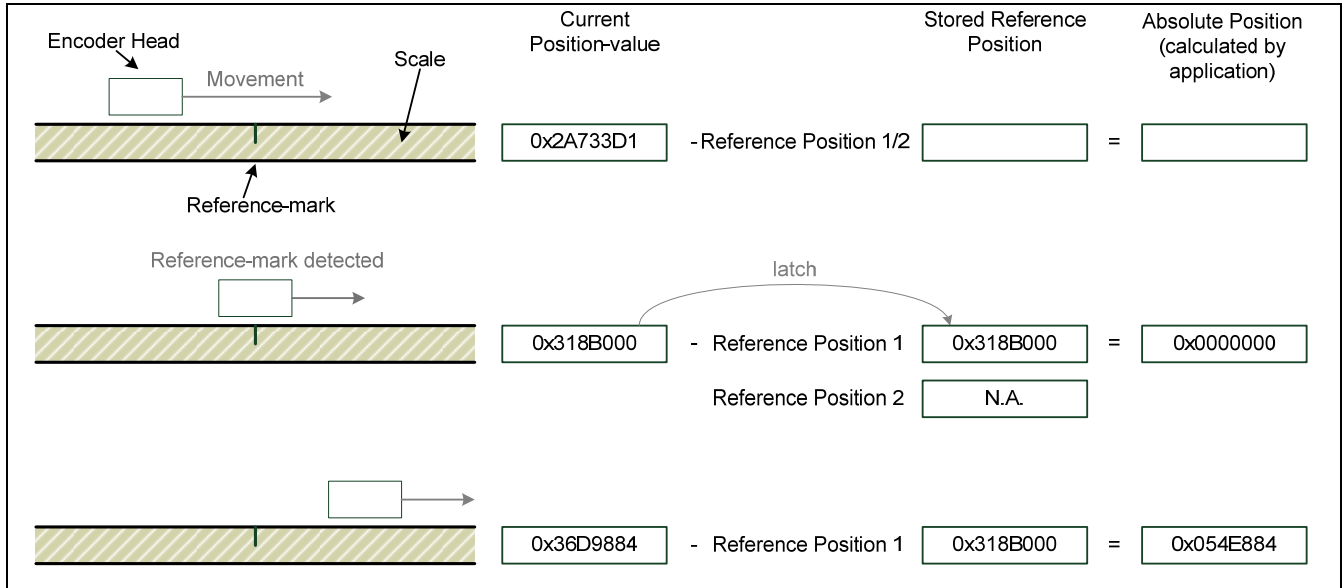 Current
Position-value
Stored Reference
Position
Absolute Position
(calculated by
application)
Encoder Head
Movement
Scale
0x2A733D1 - Reference Position 1/2 =
Reference-mark
Reference-mark detected
latch
0x318B000 - Reference Position 1 0x318B000 = 0x0000000
Reference Position 2 N.A.
0x36D9884 - Reference Position 1 0x318B000 = 0x054E884